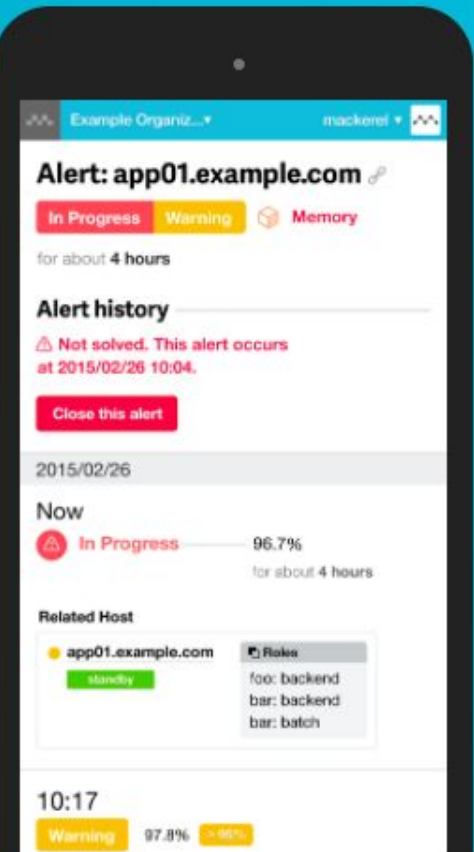 Example Organiz...▾ mackerel ▾
Alert: app01.example.com
In Progress Warning Memory
for about 4 hours
Alert history
Not solved. This alert occurs
at 2015/02/26 10:04.
Close this alert
2015/02/26
Now
In Progress 96.7%
for about 4 hours
Related Host
app01.example.com Roles
standby foo: backend
bar: backend
bar: batch
10:17
Warning 97.8%